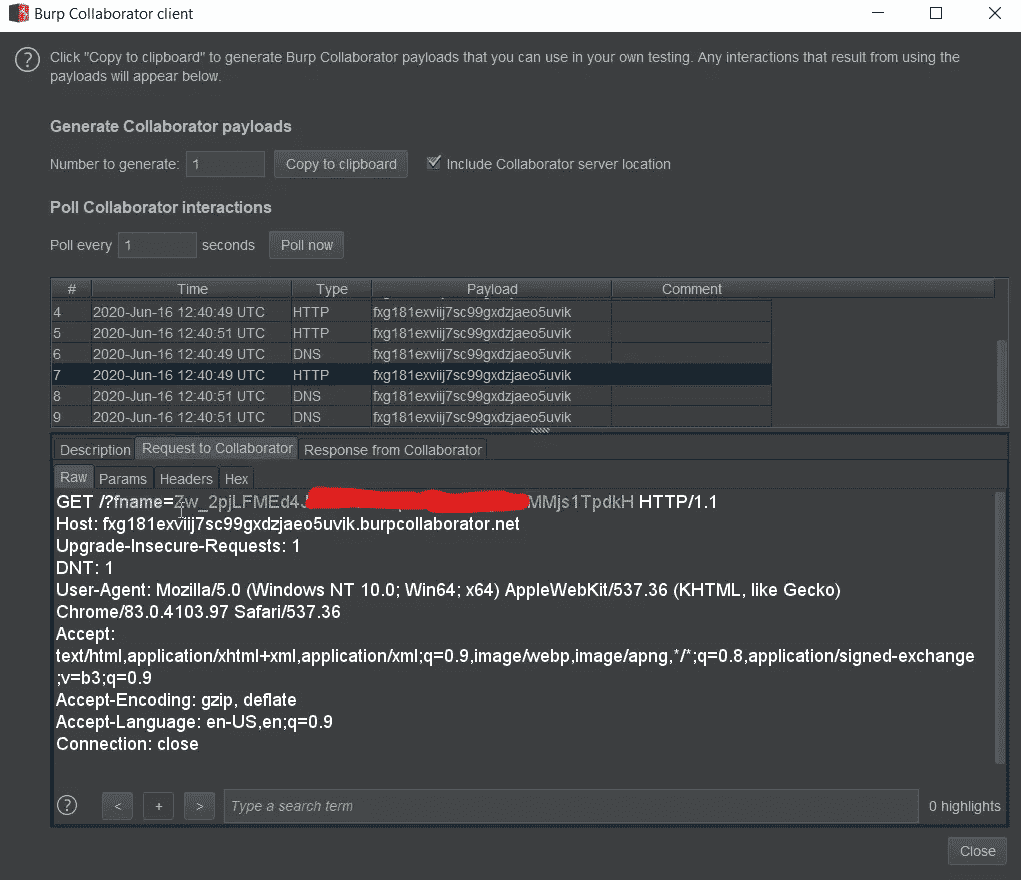 Burp Collaborator client
Click "Copy to clipboard" to generate Burp Collaborator payloads that you can use in your own testing. Any interactions that result from using the
payloads will appear below.
Generate Collaborator payloads
Number to generate: 1 Copy to clipboard Include Collaborator server location
Poll Collaborator interactions
Poll every 1 seconds Poll now
# Time Type Payload Comment
4 2020-Jun-16 12:40:49 UTC HTTP fxg181exviij7sc99gxdzjaeo5uvik
5 2020-Jun-16 12:40:51 UTC HTTP fxg181exviij7sc99gxdzjaeo5uvik
6 2020-Jun-16 12:40:49 UTC DNS fxg181exviij7sc99gxdzjaeo5uvik
7 2020-Jun-16 12:40:49 UTC HTTP fxg181exviij7sc99gxdzjaeo5uvik
8 2020-Jun-16 12:40:51 UTC DNS fxg181exviij7sc99gxdzjaeo5uvik
9 2020-Jun-16 12:40:51 UTC DNS fxg181exviij7sc99gxdzjaeo5uvik
Description Request to Collaborator Response from Collaborator
Raw Params Headers Hex
GET /?fname=Zw_2pjLFMEd4 MMjs1TpdkH HTTP/1.1
Host: fxg181exviij7sc99gxdzjaeo5uvik.burpcollaborator.net
Upgrade-Insecure-Requests: 1
DNT: 1
User-Agent: Mozilla/5.0 (Windows NT 10.0; Win64; x64) AppleWebKit/537.36 (KHTML, like Gecko)
Chrome/83.0.4103.97 Safari/537.36
Accept:
text/html,application/xhtml+xml,application/xml;q=0.9,image/webp,image/apng,*/*;q=0.8,application/signed-exchange
;v=b3;q=0.9
Accept-Encoding: gzip, deflate
Accept-Language: en-US,en;q=0.9
Connection: close
? < + > Type a search term 0 highlights
Close